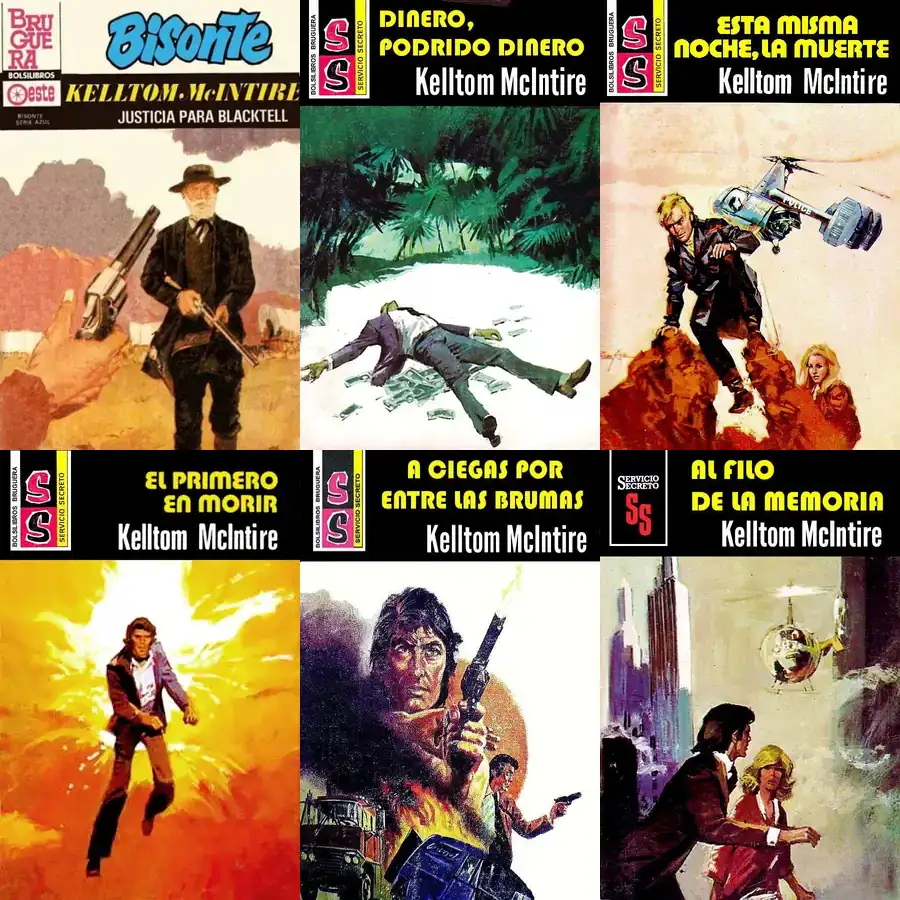 BRU
GUE
RA
BOLSILIBROS
Oeste
BISONTE
SERIE AZUL
BISONTE
KELLTOM McINTIRE
JUSTICIA PARA BLACKTELL
BOLSILIBROS BRUGUERA
SS
SERVICIO SECRETO
DINERO,
PODRIDO DINERO
Kelltom McIntire
BOLSILIBROS BRUGUERA
SS
SERVICIO SECRETO
ESTA MISMA
NOCHE, LA MUERTE
Kelltom McIntire
POLICE
BOLSILIBROS BRUGUERA
SS
SERVICIO SECRETO
EL PRIMERO
EN MORIR
Kelltom McIntire
BOLSILIBROS BRUGUERA
SS
SERVICIO SECRETO
A CIEGAS POR
ENTRE LAS BRUMAS
Kelltom McIntire
SERVICIO
SECRETO
SS
AL FILO
DE LA MEMORIA
Kelltom McIntire